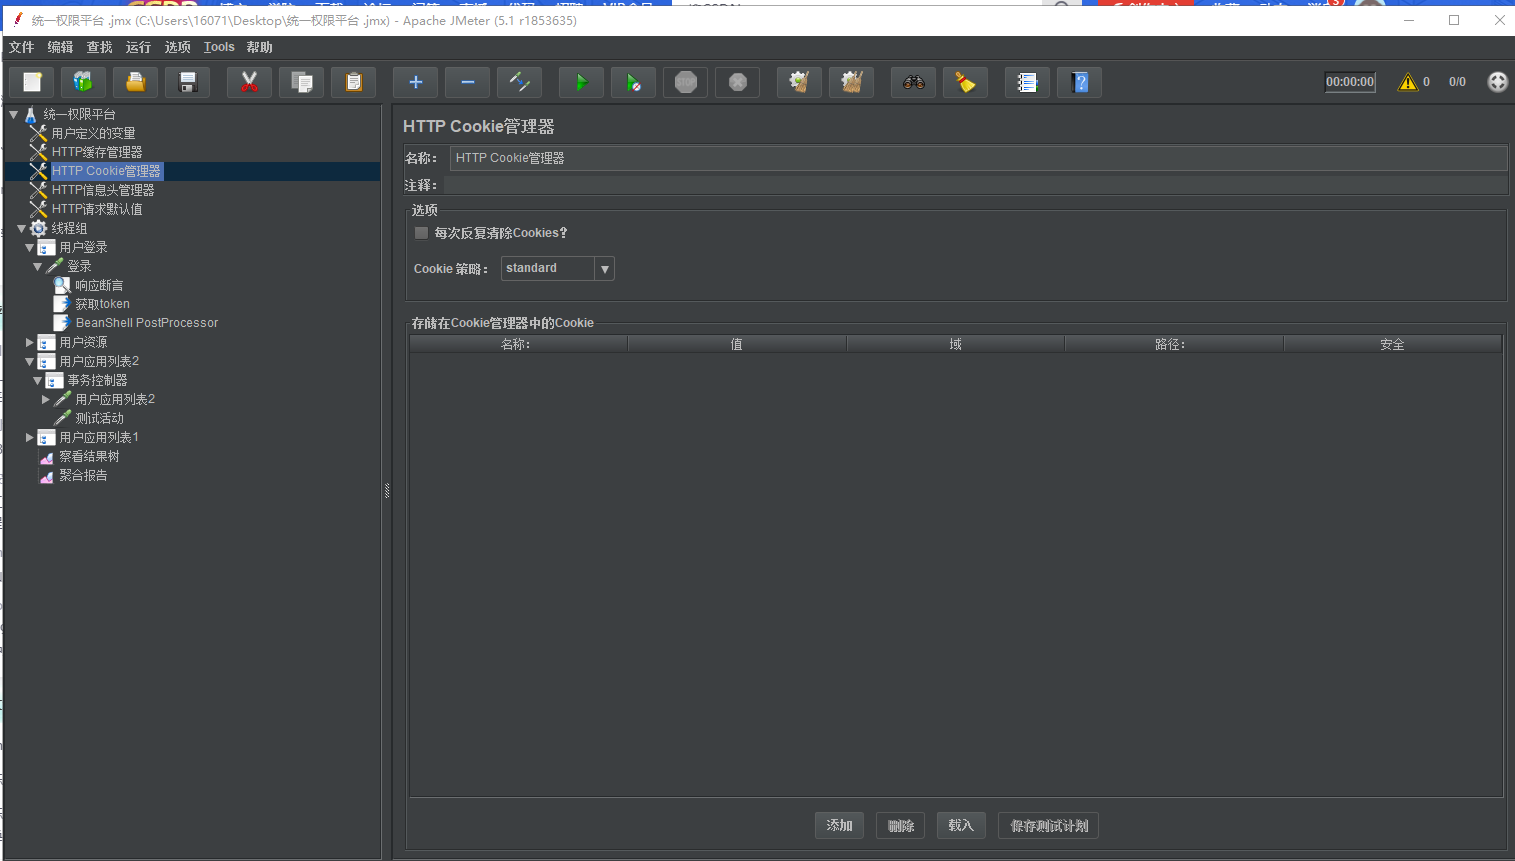 统一权限平台 .jmx (C:\Users\16071\Desktop\统一权限平台 .jmx) - Apache JMeter (5.1 r1853635)
文件 编辑 查找 运行 选项 Tools 帮助
STOP 00:00:00 0 0/0
统一权限平台
用户定义的变量
HTTP缓存管理器
HTTP Cookie管理器
HTTP信息头管理器
HTTP请求默认值
线程组
用户登录
登录
响应断言
获取token
BeanShell PostProcessor
用户资源
用户应用列表2
事务控制器
用户应用列表2
测试活动
用户应用列表1
察看结果树
聚合报告
HTTP Cookie管理器
名称： HTTP Cookie管理器
注释：
选项
每次反复清除Cookies?
Cookie 策略： standard
存储在Cookie管理器中的Cookie
名称： 值 域 路径： 安全
添加 删除 载入 保存测试计划